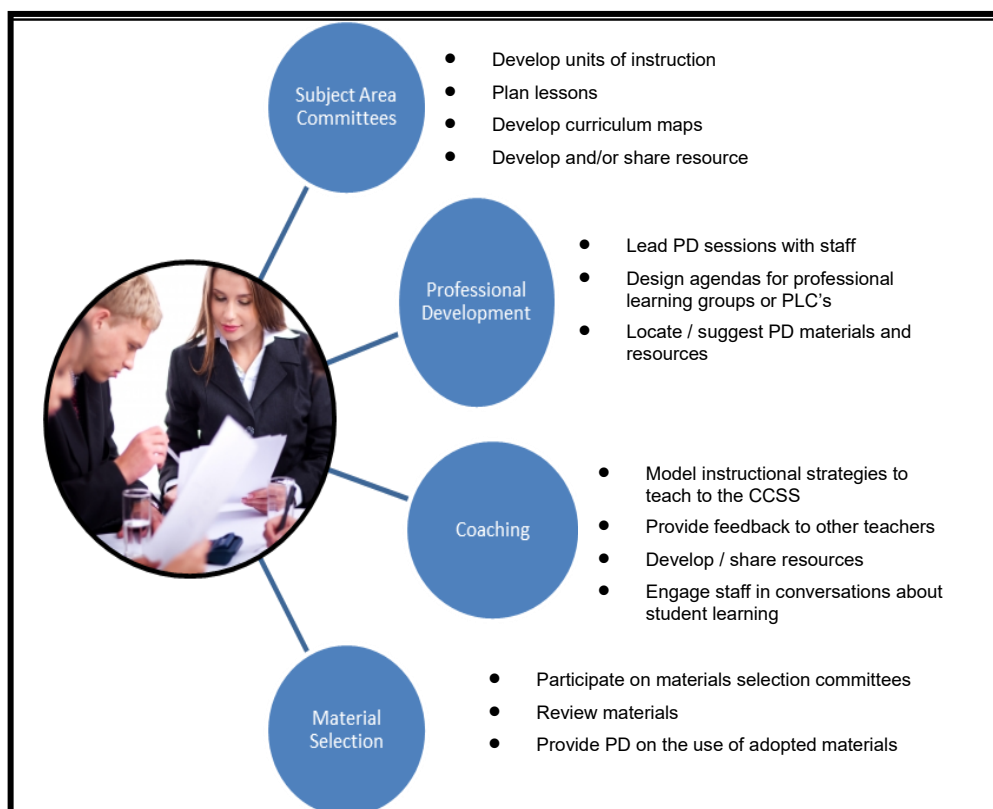 Subject Area
Committees
● Develop units of instruction
● Plan lessons
● Develop curriculum maps
● Develop and/or share resource
Professional
Development
● Lead PD sessions with staff
● Design agendas for professional
learning groups or PLC's
● Locate / suggest PD materials and
resources
Coaching
● Model instructional strategies to
teach to the CCSS
● Provide feedback to other teachers
● Develop / share resources
● Engage staff in conversations about
student learning
Material
Selection
● Participate on materials selection committees
● Review materials
● Provide PD on the use of adopted materials